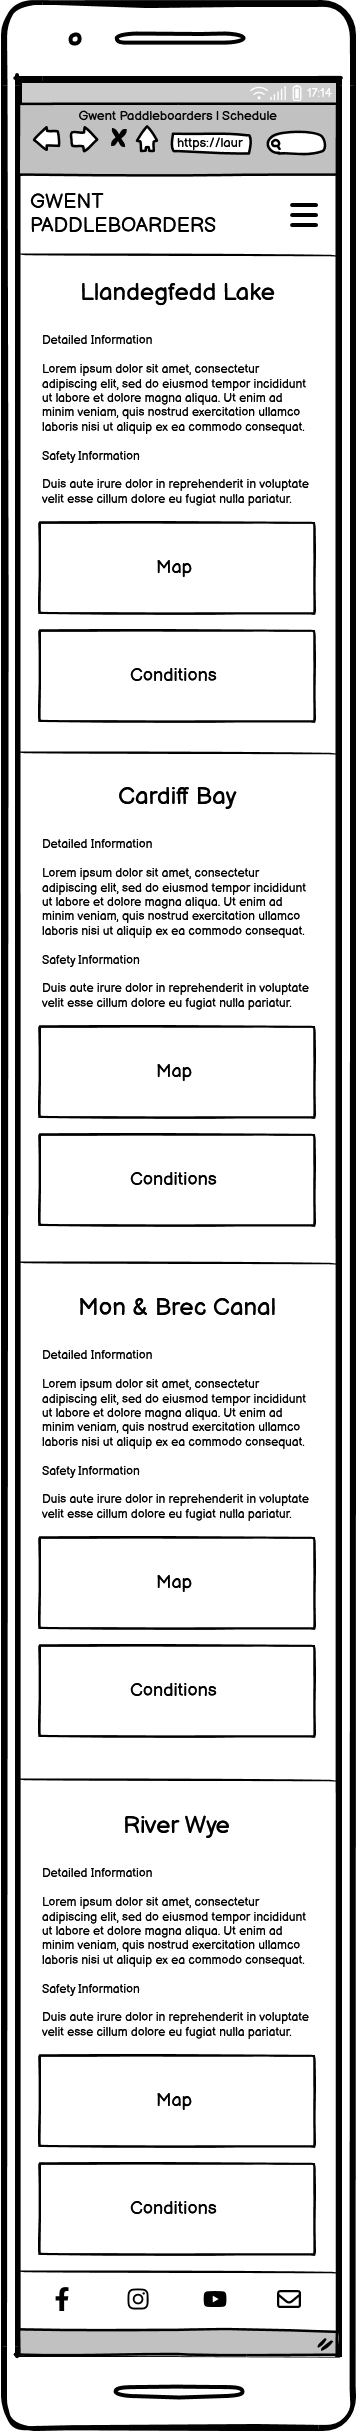 17:14
Gwent Paddleboarders | Schedule
https://laur
GWENT
PADDLEBOARDERS
Llandegfedd Lake
Detailed Information
Lorem ipsum dolor sit amet, consectetur
adipiscing elit, sed do eiusmod tempor incididunt
ut labore et dolore magna aliqua. Ut enim ad
minim veniam, quis nostrud exercitation ullamco
laboris nisi ut aliquip ex ea commodo consequat.
Safety Information
Duis aute irure dolor in reprehenderit in voluptate
velit esse cillum dolore eu fugiat nulla pariatur.
Map
Conditions
Cardiff Bay
Detailed Information
Lorem ipsum dolor sit amet, consectetur
adipiscing elit, sed do eiusmod tempor incididunt
ut labore et dolore magna aliqua. Ut enim ad
minim veniam, quis nostrud exercitation ullamco
laboris nisi ut aliquip ex ea commodo consequat.
Safety Information
Duis aute irure dolor in reprehenderit in voluptate
velit esse cillum dolore eu fugiat nulla pariatur.
Map
Conditions
Mon & Brec Canal
Detailed Information
Lorem ipsum dolor sit amet, consectetur
adipiscing elit, sed do eiusmod tempor incididunt
ut labore et dolore magna aliqua. Ut enim ad
minim veniam, quis nostrud exercitation ullamco
laboris nisi ut aliquip ex ea commodo consequat.
Safety Information
Duis aute irure dolor in reprehenderit in voluptate
velit esse cillum dolore eu fugiat nulla pariatur.
Map
Conditions
River Wye
Detailed Information
Lorem ipsum dolor sit amet, consectetur
adipiscing elit, sed do eiusmod tempor incididunt
ut labore et dolore magna aliqua. Ut enim ad
minim veniam, quis nostrud exercitation ullamco
laboris nisi ut aliquip ex ea commodo consequat.
Safety Information
Duis aute irure dolor in reprehenderit in voluptate
velit esse cillum dolore eu fugiat nulla pariatur.
Map
Conditions